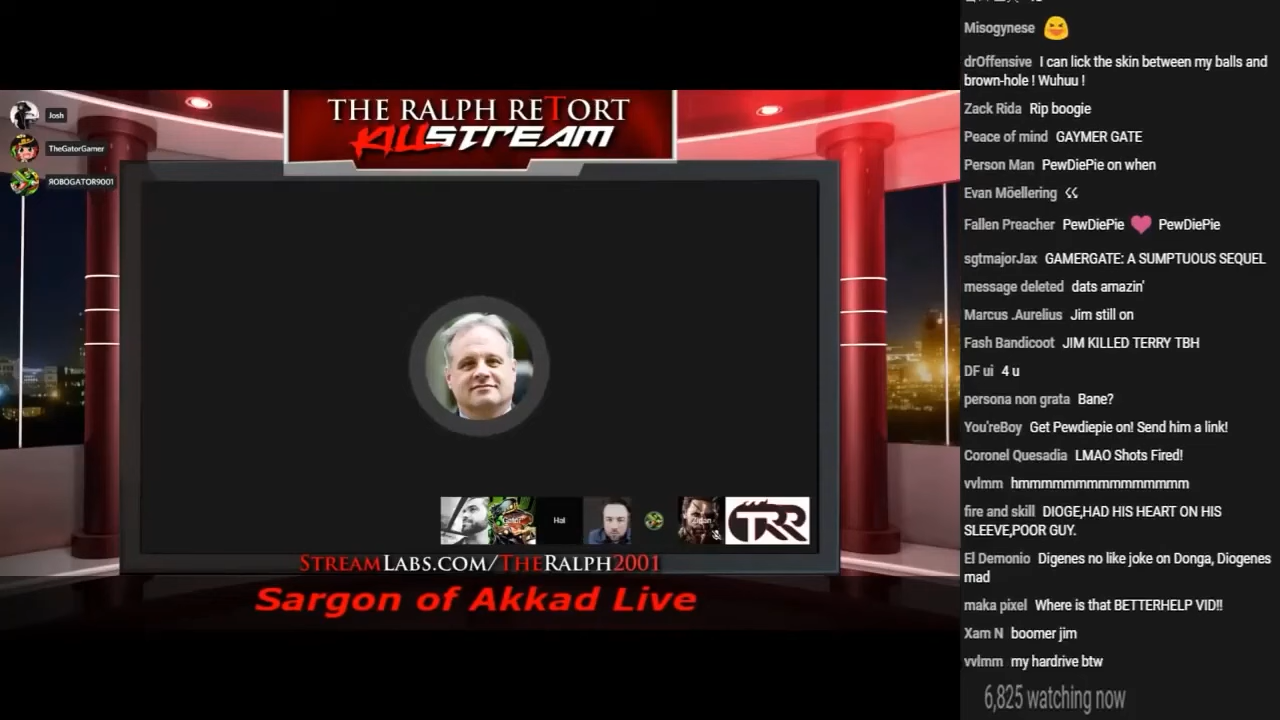 THE RALPH RETORT
KILLSTREAM
Josh
TheGatorGamer
ЯOBOGATOR9001
Hal
TRR
STREAMLABS.COM/THERALPH2001
Sargon of Akkad Live
Misogynese 😆
drOffensive I can lick the skin between my balls and
brown-hole ! Wuhuu !
Zack Rida Rip boogie
Peace of mind GAYMER GATE
Person Man PewDiePie on when
Evan Möellering
Fallen Preacher PewDiePie 💗 PewDiePie
sgtmajorJax GAMERGATE: A SUMPTUOUS SEQUEL
message deleted dats amazin'
Marcus .Aurelius Jim still on
Fash Bandicoot JIM KILLED TERRY TBH
DF ui 4 u
persona non grata Bane?
You'reBoy Get Pewdiepie on! Send him a link!
Coronel Quesadia LMAO Shots Fired!
vvlmm hmmmmmmmmmmmmmmmm
fire and skill DIOGE,HAD HIS HEART ON HIS
SLEEVE,POOR GUY.
El Demonio Digenes no like joke on Donga, Diogenes
mad
maka pixel Where is that BETTERHELP VID!!
Xam N boomer jim
vvlmm my hardrive btw
6,825 watching now